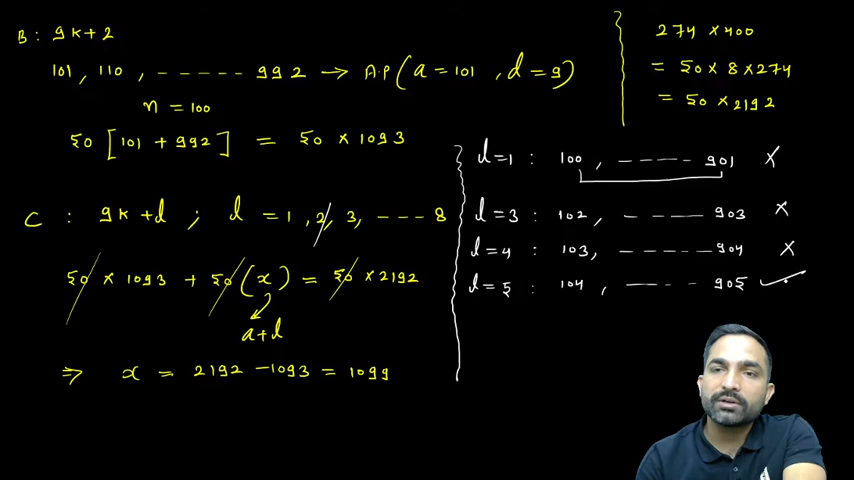 B : 9K+2
101 , 110 , ------ 992 → A.P ( a = 101 , d = 9 )
n = 100
50 [ 101 + 992 ] = 50 × 1093
C : 9K+d ; d = 1 , 2 , 3 , --- 8
50 × 1093 + 50 ( x ) = 50 × 2192
a+l
⇒ x = 2192 - 1093 = 1099
274 × 400
= 50 × 8 × 274
= 50 × 2192
d=1 : 100 , ----- 901 ×
d=3 : 102 , ----- 903 ×
d=4 : 103, ----- 904 ×
d=5 : 104 , ----- 905 ✓